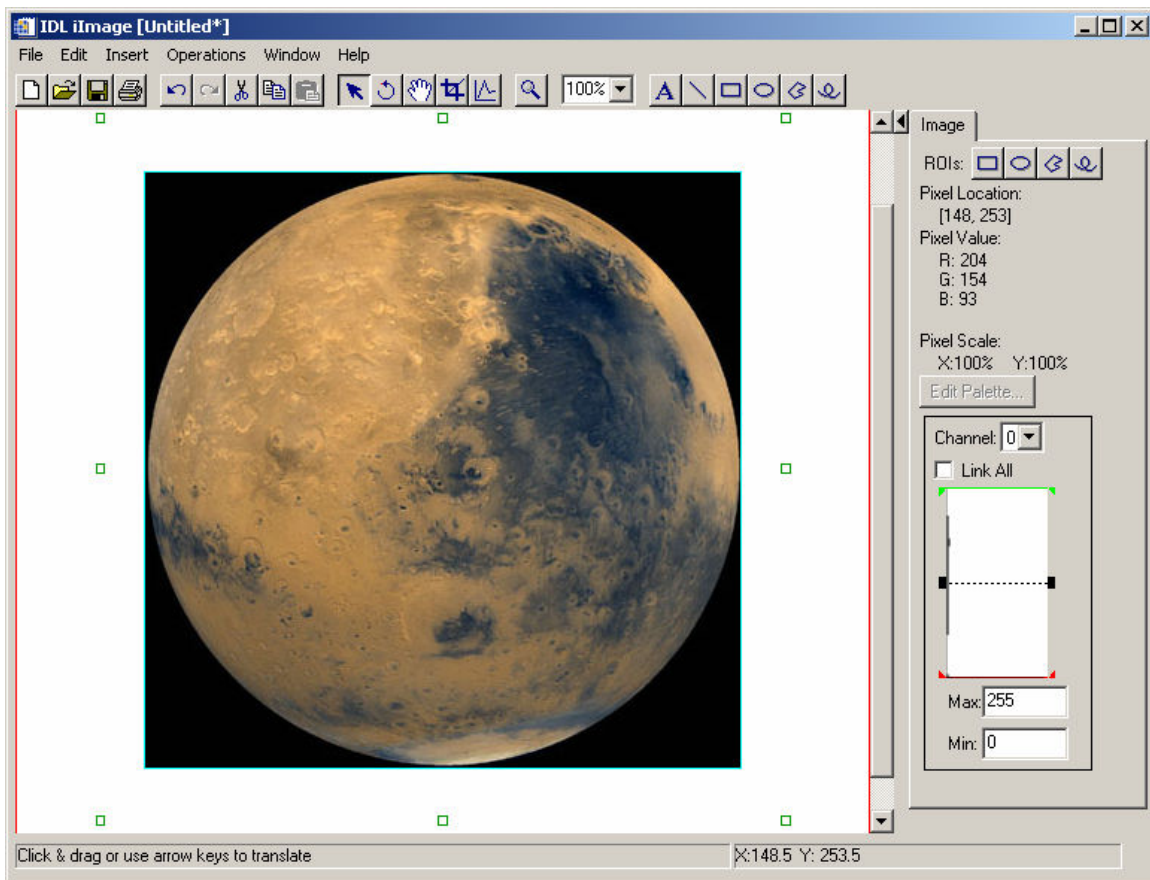 IDL iImage [Untitled*]
File Edit Insert Operations Window Help
100%
A
Image
ROIs:
Pixel Location:
[148, 253]
Pixel Value:
R: 204
G: 154
B: 93
Pixel Scale:
X:100% Y:100%
Edit Palette...
Channel: 0
Link All
Max: 255
Min: 0
Click & drag or use arrow keys to translate
X:148.5 Y: 253.5